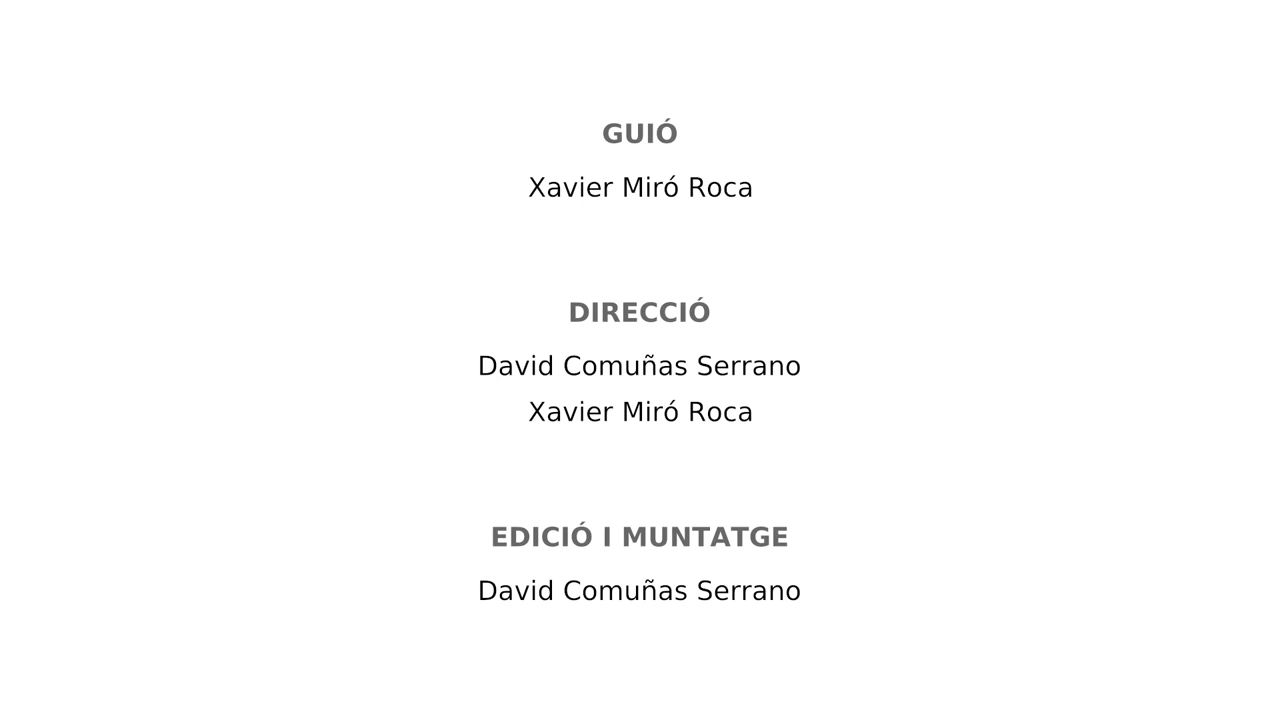 GUIÓ
Xavier Miró Roca
DIRECCIÓ
David Comuñas Serrano
Xavier Miró Roca
EDICIÓ I MUNTATGE
David Comuñas Serrano